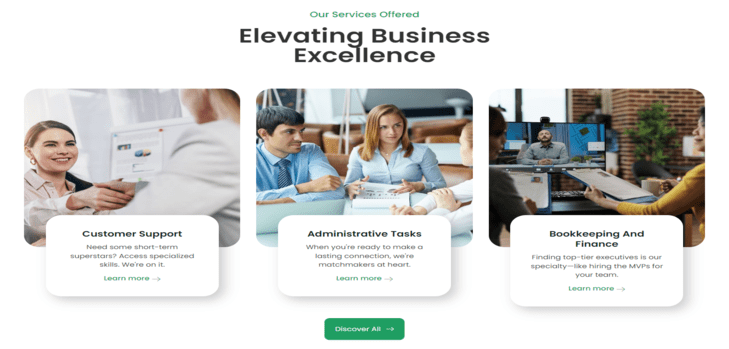 Our Services Offered
Elevating Business
Excellence
Customer Support
Need some short-term
superstars? Access specialized
skills. We're on it.
Learn more →
Administrative Tasks
When you're ready to make a
lasting connection, we're
matchmakers at heart.
Learn more →
Bookkeeping And
Finance
Finding top-tier executives is our
specialty—like hiring the MVPs for
your team.
Learn more →
Discover All →